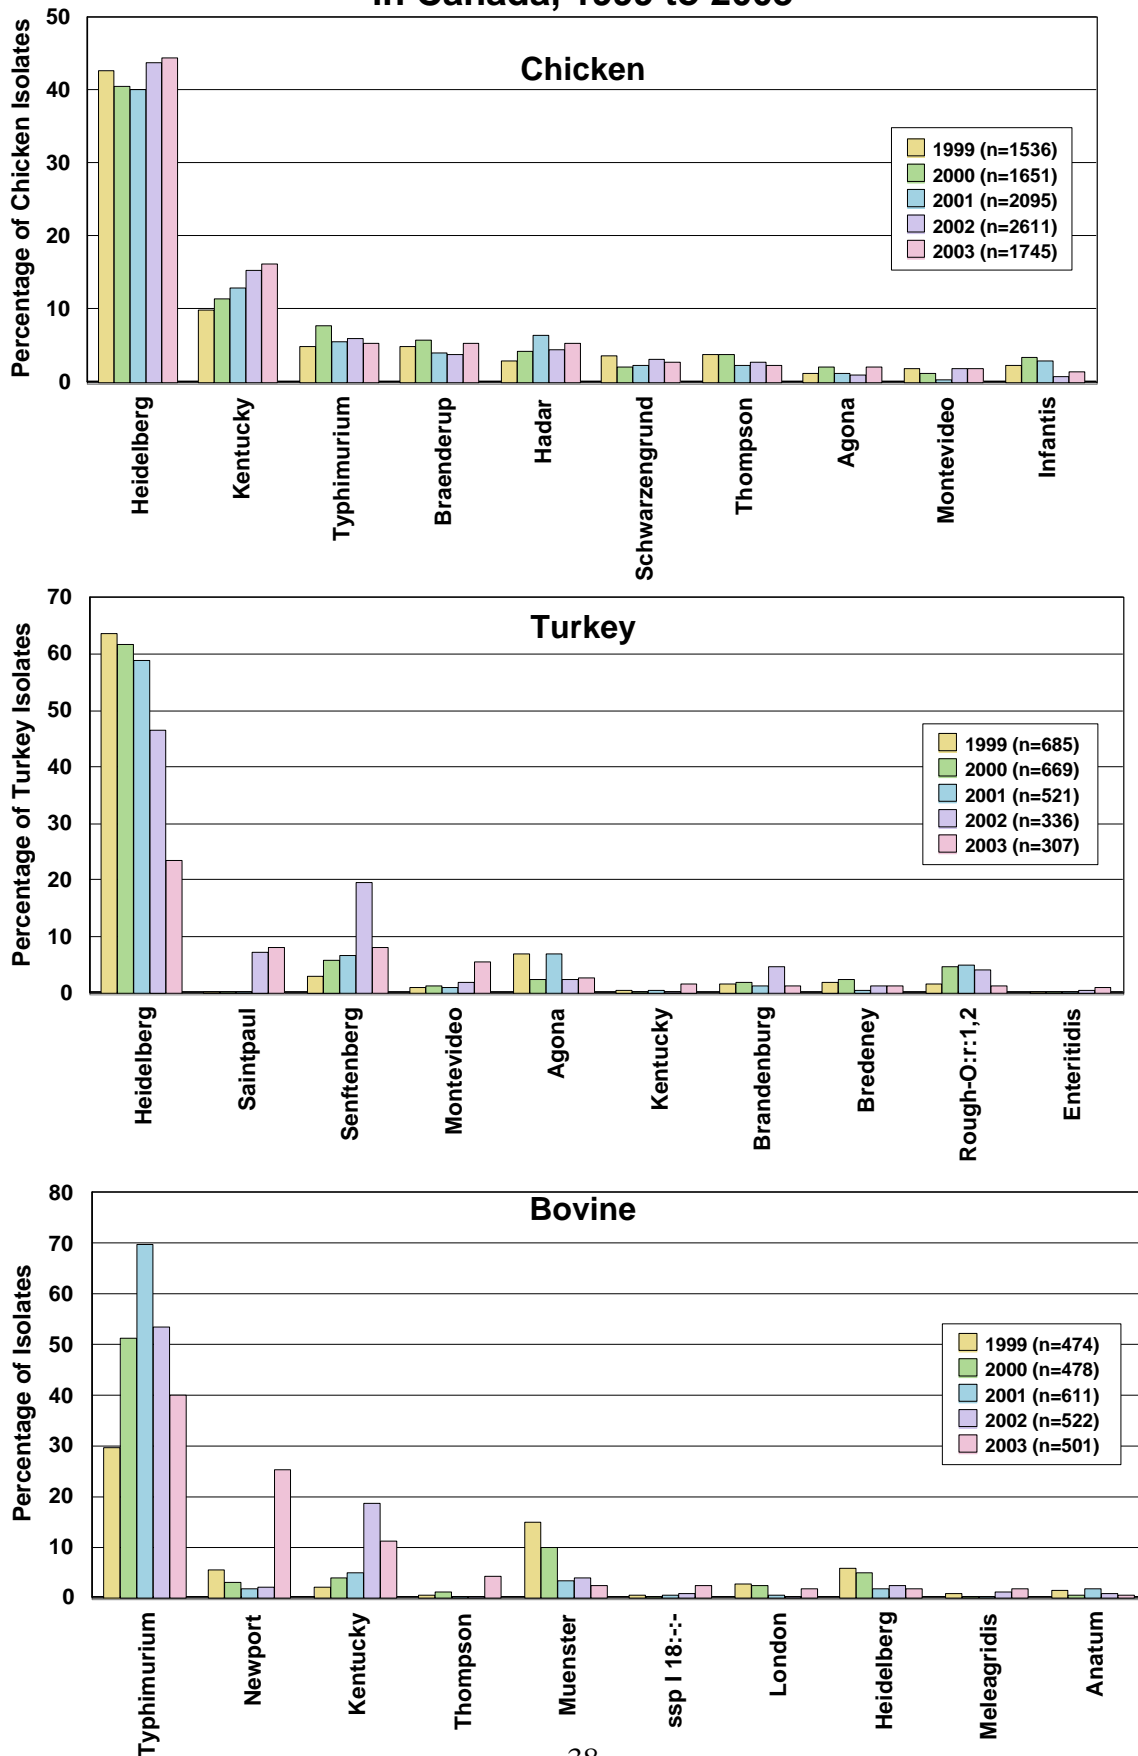 in Canada, 1999 to 2003
Chicken
Percentage of Chicken Isolates
50
40
30
20
10
0
1999 (n=1536)
2000 (n=1651)
2001 (n=2095)
2002 (n=2611)
2003 (n=1745)
Heidelberg
Kentucky
Typhimurium
Braenderup
Hadar
Schwarzengrund
Thompson
Agona
Montevideo
Infantis
Turkey
Percentage of Turkey Isolates
70
60
50
40
30
20
10
0
1999 (n=685)
2000 (n=669)
2001 (n=521)
2002 (n=336)
2003 (n=307)
Heidelberg
Saintpaul
Senftenberg
Montevideo
Agona
Kentucky
Brandenburg
Bredeney
Rough-O:r:1,2
Enteritidis
Bovine
Percentage of Isolates
80
70
60
50
40
30
20
10
0
1999 (n=474)
2000 (n=478)
2001 (n=611)
2002 (n=522)
2003 (n=501)
Typhimurium
Newport
Kentucky
Thompson
Muenster
ssp I 18:-:-
London
Heidelberg
Meleagridis
Anatum
38